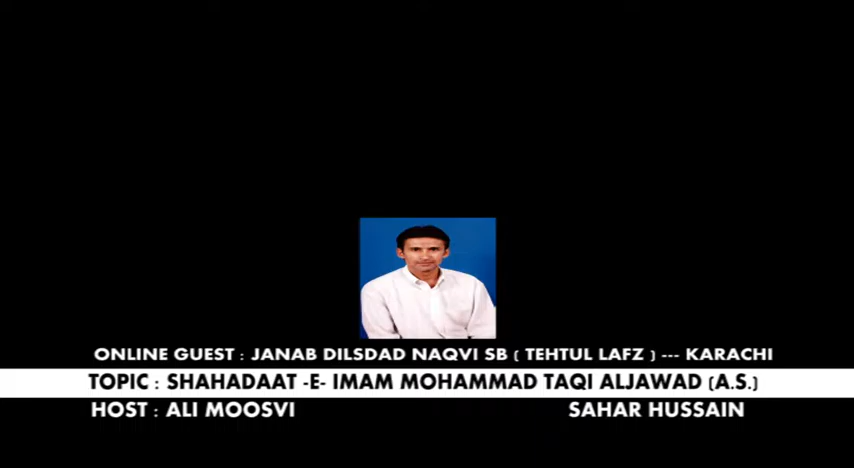 ONLINE GUEST : JANAB DILSDAD NAQVI SB ( TEHTUL LAFZ ) --- KARACHI
TOPIC : SHAHADAAT -E- IMAM MOHAMMAD TAQI ALJAWAD (A.S.)
HOST : ALI MOOSVI SAHAR HUSSAIN